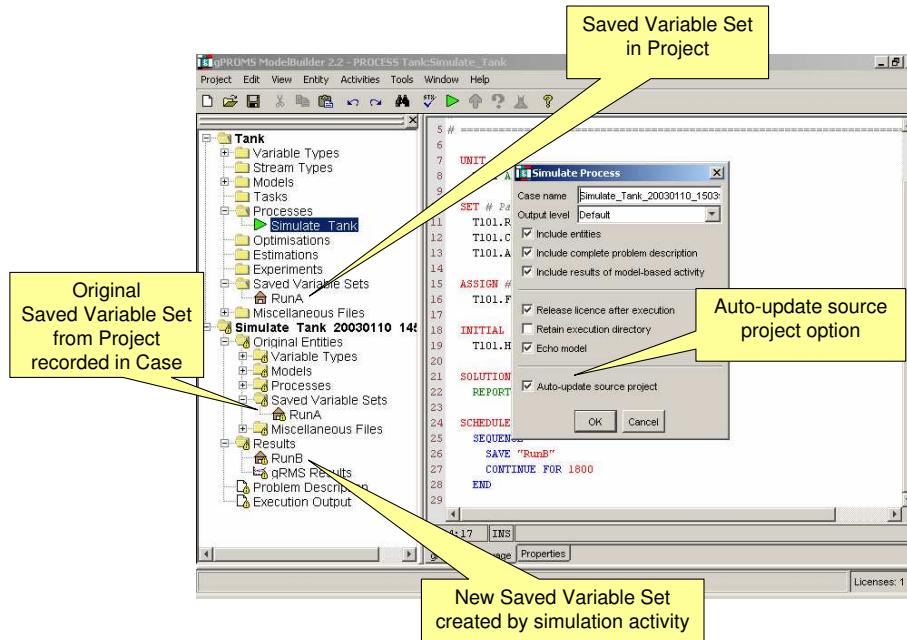 Saved Variable Set
in Project
gPROMS ModelBuilder 2.2 - PROCESS Tank:Simulate_Tank
Project Edit View Entity Activities Tools Window Help
Tank
Variable Types
Stream Types
Models
Tasks
Processes
Simulate_Tank
Optimisations
Estimations
Experiments
Saved Variable Sets
RunA
Miscellaneous Files
Simulate_Tank_20030110_145
Original Entities
Variable Types
Models
Processes
Saved Variable Sets
RunA
Miscellaneous Files
Results
RunB
gRMS Results
Problem Description
Execution Output
Original
Saved Variable Set
from Project
recorded in Case
5 # ====
6
7 UNIT
8 A
9
SET # Pa
11 T101.R
12 T101.C
13 T101.A
14
15 ASSIGN #
16 T101.F
17
18 INITIAL
19 T101.H
20
21 SOLUTION
22 REPORT
23
24 SCHEDULE
25 SEQUENCE
26 SAVE "RunB"
27 CONTINUE FOR 1800
28 END
29
Simulate Process
Case name Simulate_Tank_20030110_1503
Output level Default
Include entities
Include complete problem description
Include results of model-based activity
Release licence after execution
Retain execution directory
Echo model
Auto-update source project
OK Cancel
Auto-update source
project option
:17 INS
Properties
Licenses: 1
New Saved Variable Set
created by simulation activity